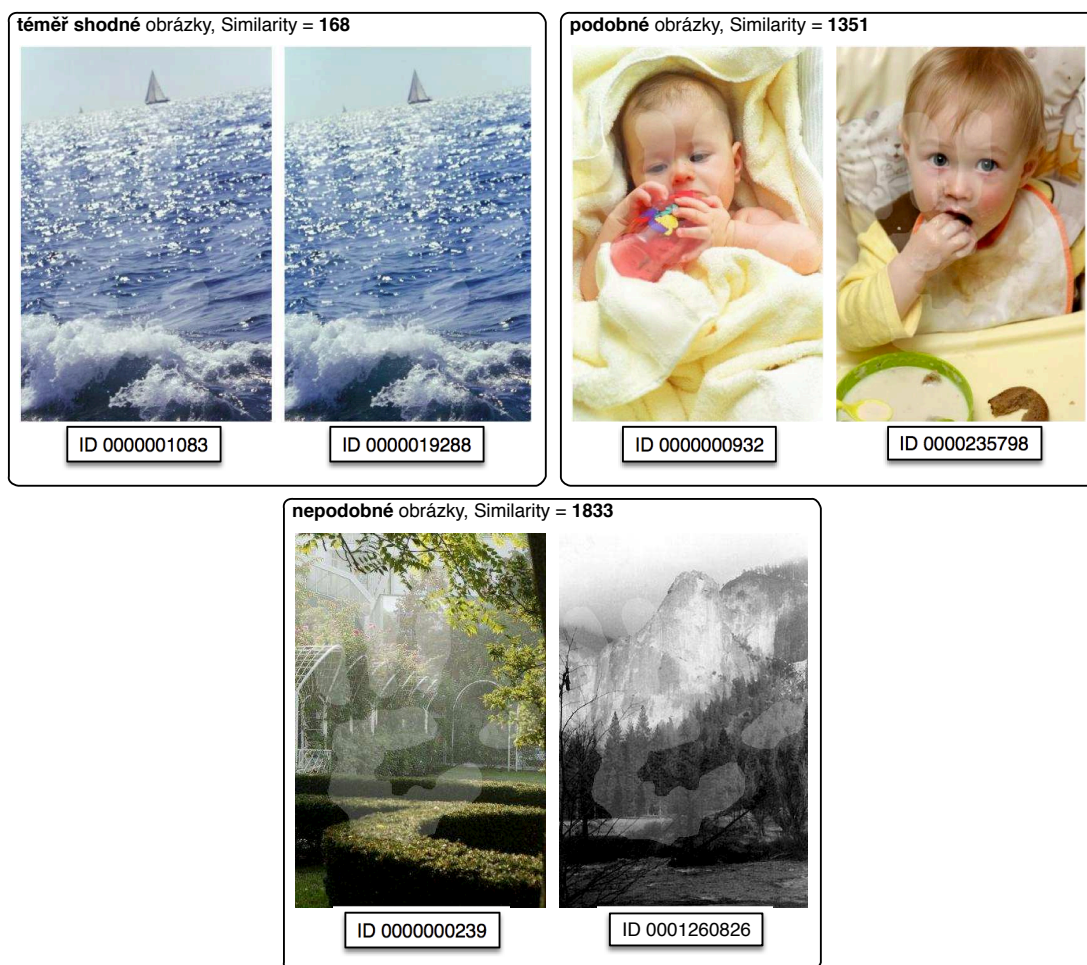 téměř shodné obrázky, Similarity = 168
podobné obrázky, Similarity = 1351
ID 0000001083
ID 0000019288
ID 0000000932
ID 0000235798
nepodobné obrázky, Similarity = 1833
ID 0000000239
ID 0001260826